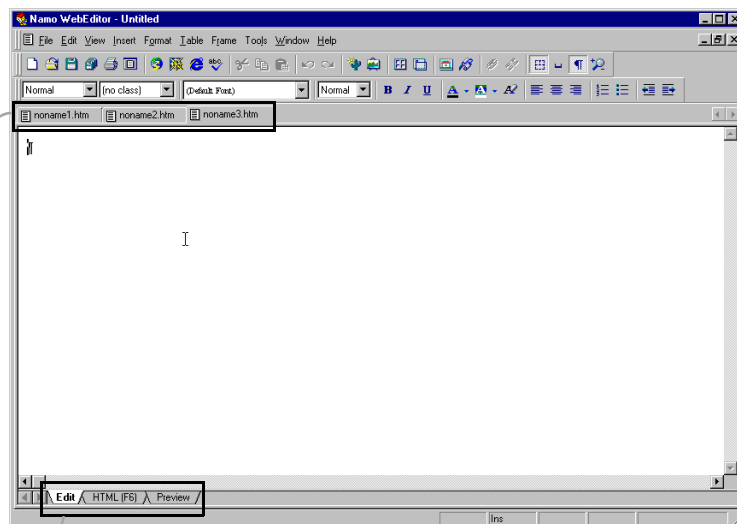 Namo WebEditor - Untitled
File Edit View Insert Format Table Frame Tools Window Help
Normal (no class) (Default Font) Normal B I U A A A
noname1.htm noname2.htm noname3.htm
Edit HTML (F6) Preview
Ins